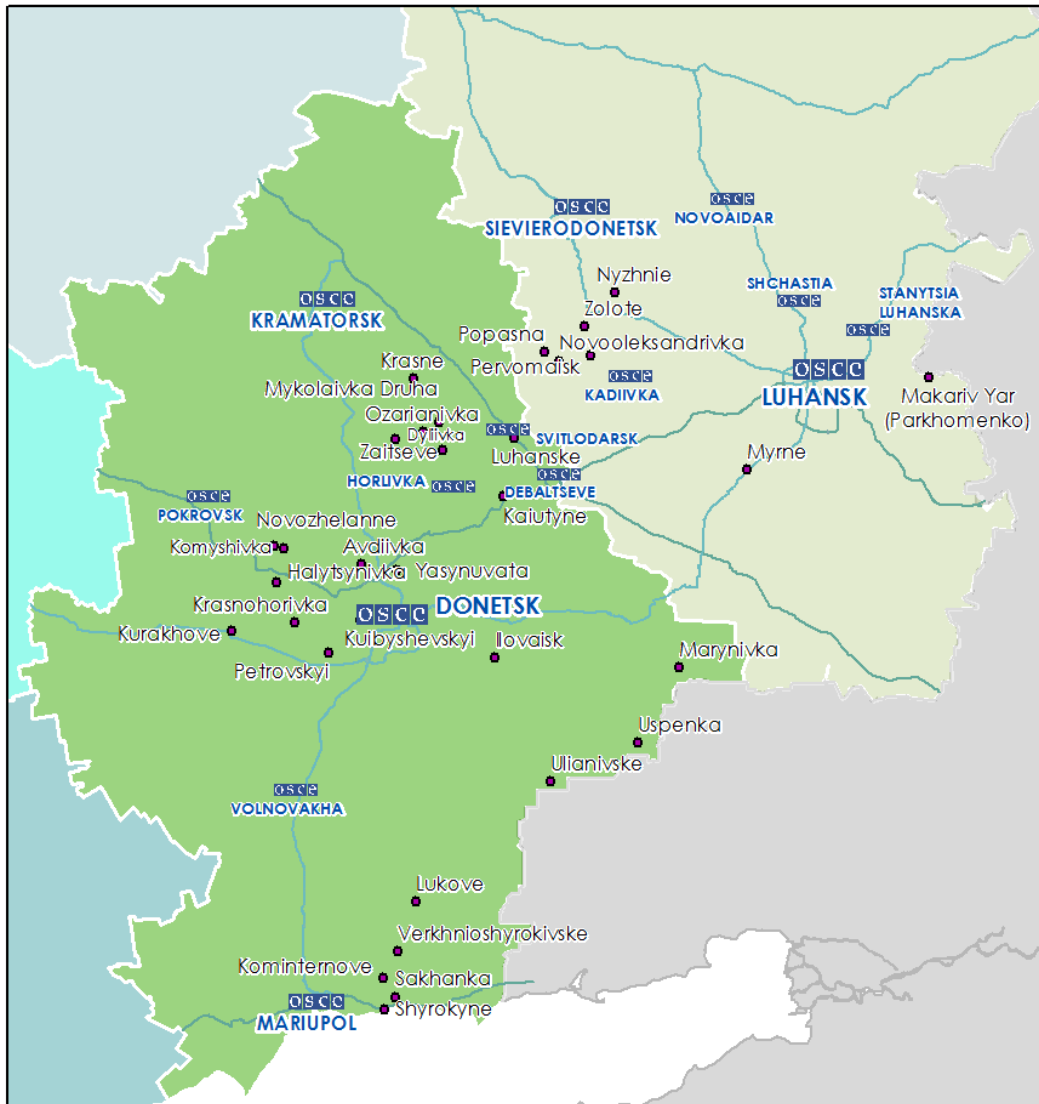 osce
NOVOAIDAR
osce
SIEVIERODONETSK
Nyzhnie
SHCHASTIA
osce
STANYTSIA
LUHANSKA
osce
osce
KRAMATORSK
Zolote
Popasna
Novooleksandrivka
Pervomaisk
osce
KADIIVKA
osce
LUHANSK
Makariv Yar
(Parkhomenko)
Krasne
Mykolaivka Druha
Ozarianivka
Dyliivka
Zaitseve
osce
SVITLODARSK
Luhanske
Myrne
HORLIVKA
osce
osce
DEBALTSEVE
Kaiutyne
osce
POKROVSK
Novozhelanne
Komyshivka
Avdiivka
Halytsynivka
Yasynuvata
Krasnohorivka
osce
DONETSK
Kurakhove
Kuibyshevskyi
Ilovaisk
Petrovskyi
Marynivka
Uspenka
Ulianivske
osce
VOLNOVAKHA
Lukove
Verkhnioshyrokivske
Kominternove
Sakhanka
osce
MARIUPOL
Shyrokyne